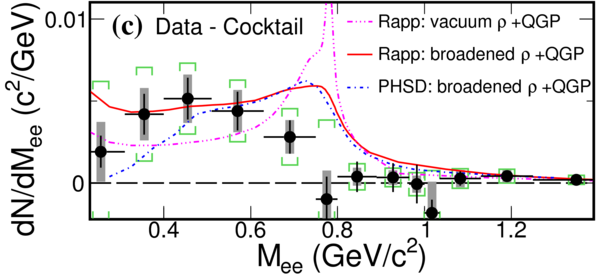 (c) Data - Cocktail
Rapp: vacuum ρ +QGP
Rapp: broadened ρ +QGP
PHSD: broadened ρ +QGP
dN/dMee (c²/GeV)
0.01
0
0.4 0.6 0.8 1 1.2
Mee (GeV/c²)